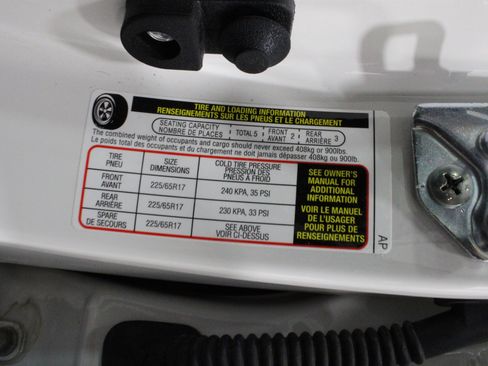 TIRE AND LOADING INFORMATION
RENSEIGNEMENTS SUR LES PNEUS ET LE CHARGEMENT
SEATING CAPACITY
NOMBRE DE PLACES
TOTAL 5
FRONT
AVANT 2
REAR
ARRIÈRE 3
The combined weight of occupants and cargo should never exceed 408kg or 900lbs.
Le poids total des occupants et du chargement ne doit jamais dépasser 408kg ou 900lb.
TIRE
PNEU
SIZE
DIMENSIONS
COLD TIRE PRESSURE
PRESSION DES
PNEUS À FROID
FRONT
AVANT
225/65R17
240 KPA, 35 PSI
REAR
ARRIÈRE
225/65R17
230 KPA, 33 PSI
SPARE
DE SECOURS
225/65R17
SEE ABOVE
VOIR CI-DESSUS
SEE OWNER'S
MANUAL FOR
ADDITIONAL
INFORMATION
VOIR LE MANUEL
DE L'USAGER
POUR PLUS DE
RENSEIGNEMENTS
AP